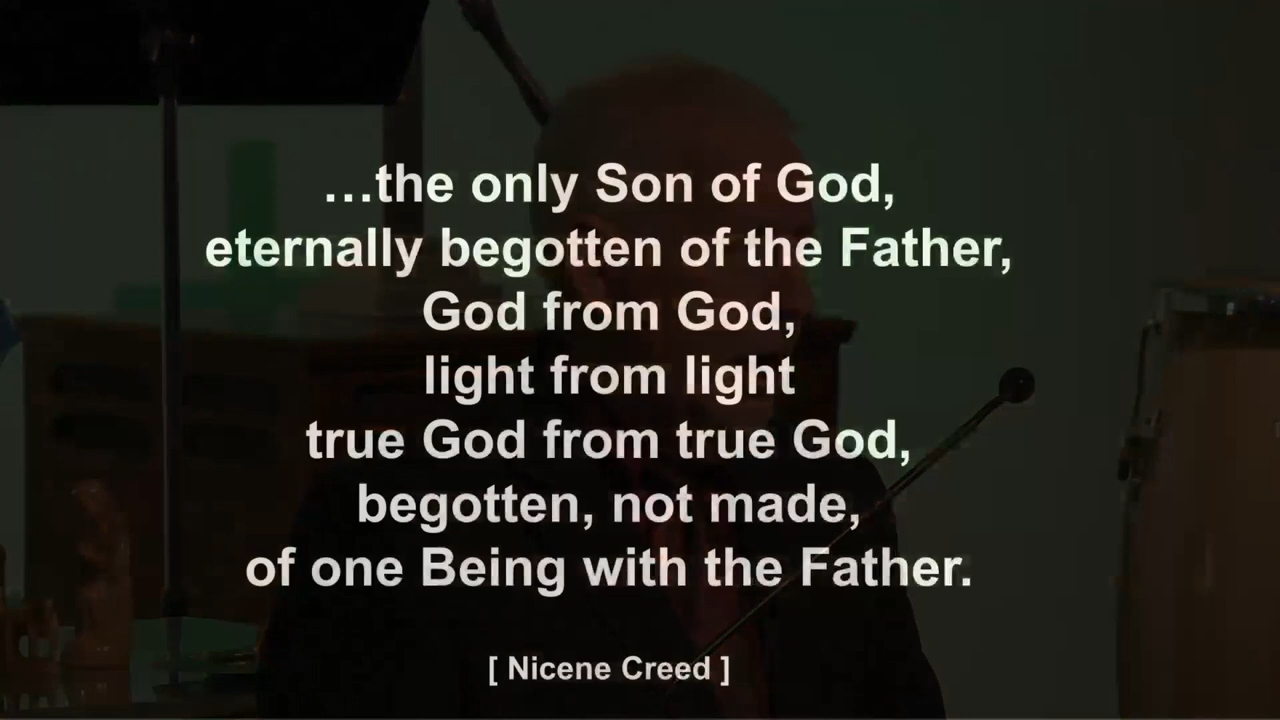 …the only Son of God,
eternally begotten of the Father,
God from God,
light from light
true God from true God,
begotten, not made,
of one Being with the Father.
[ Nicene Creed ]